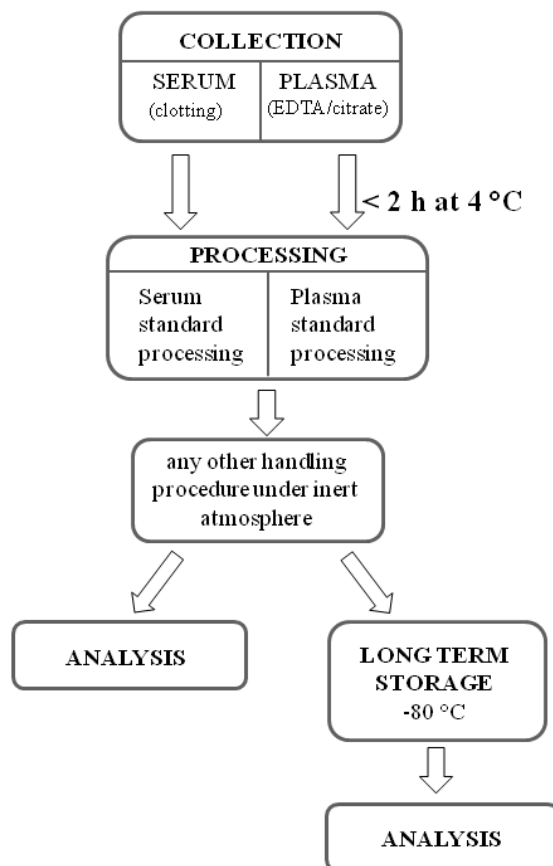 COLLECTION
SERUM
(clotting)
PLASMA
(EDTA/citrate)
< 2 h at 4 °C
PROCESSING
Serum
standard
processing
Plasma
standard
processing
any other handling
procedure under inert
atmosphere
ANALYSIS
LONG TERM
STORAGE
-80 °C
ANALYSIS